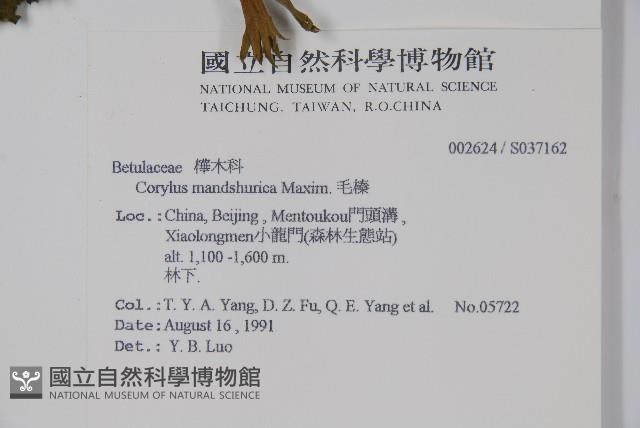 國立自然科學博物館
NATIONAL MUSEUM OF NATURAL SCIENCE
TAICHUNG, TAIWAN, R.O.CHINA
002624 / S037162
Betulaceae 樺木科
Corylus mandshurica Maxim. 毛榛
Loc.: China, Beijing , Mentoukou門頭溝 ,
Xiaolongmen小龍門(森林生態站)
alt. 1,100 -1,600 m.
林下.
Col.: T. Y. A. Yang, D. Z. Fu, Q. E. Yang et al. No.05722
Date: August 16 , 1991
Det.: Y. B. Luo
國立自然科學博物館
NATIONAL MUSEUM OF NATURAL SCIENCE